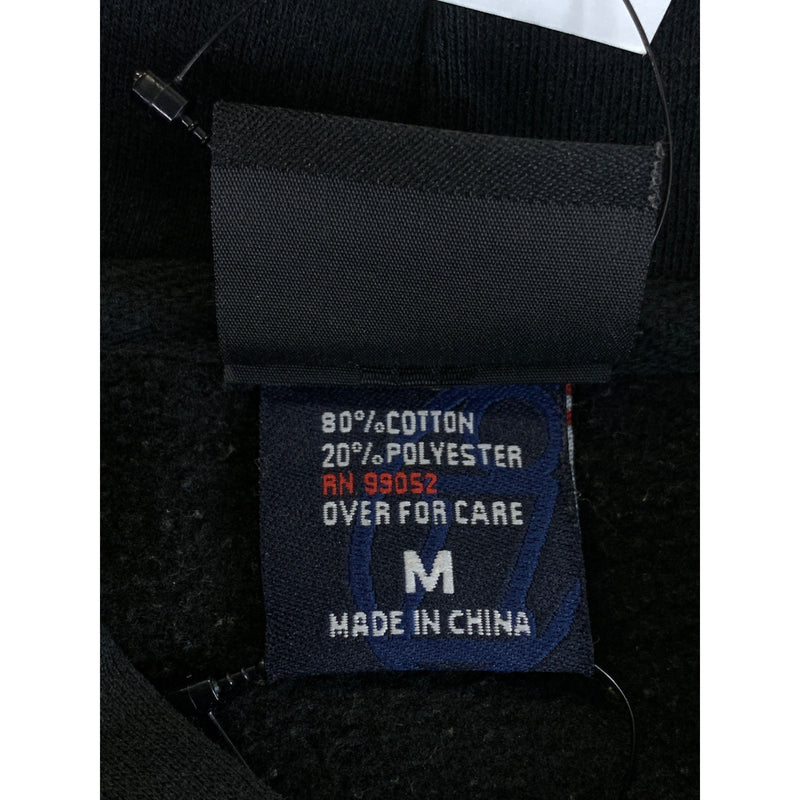 80%COTTON
20%POLYESTER
RN 99052
OVER FOR CARE
M
MADE IN CHINA